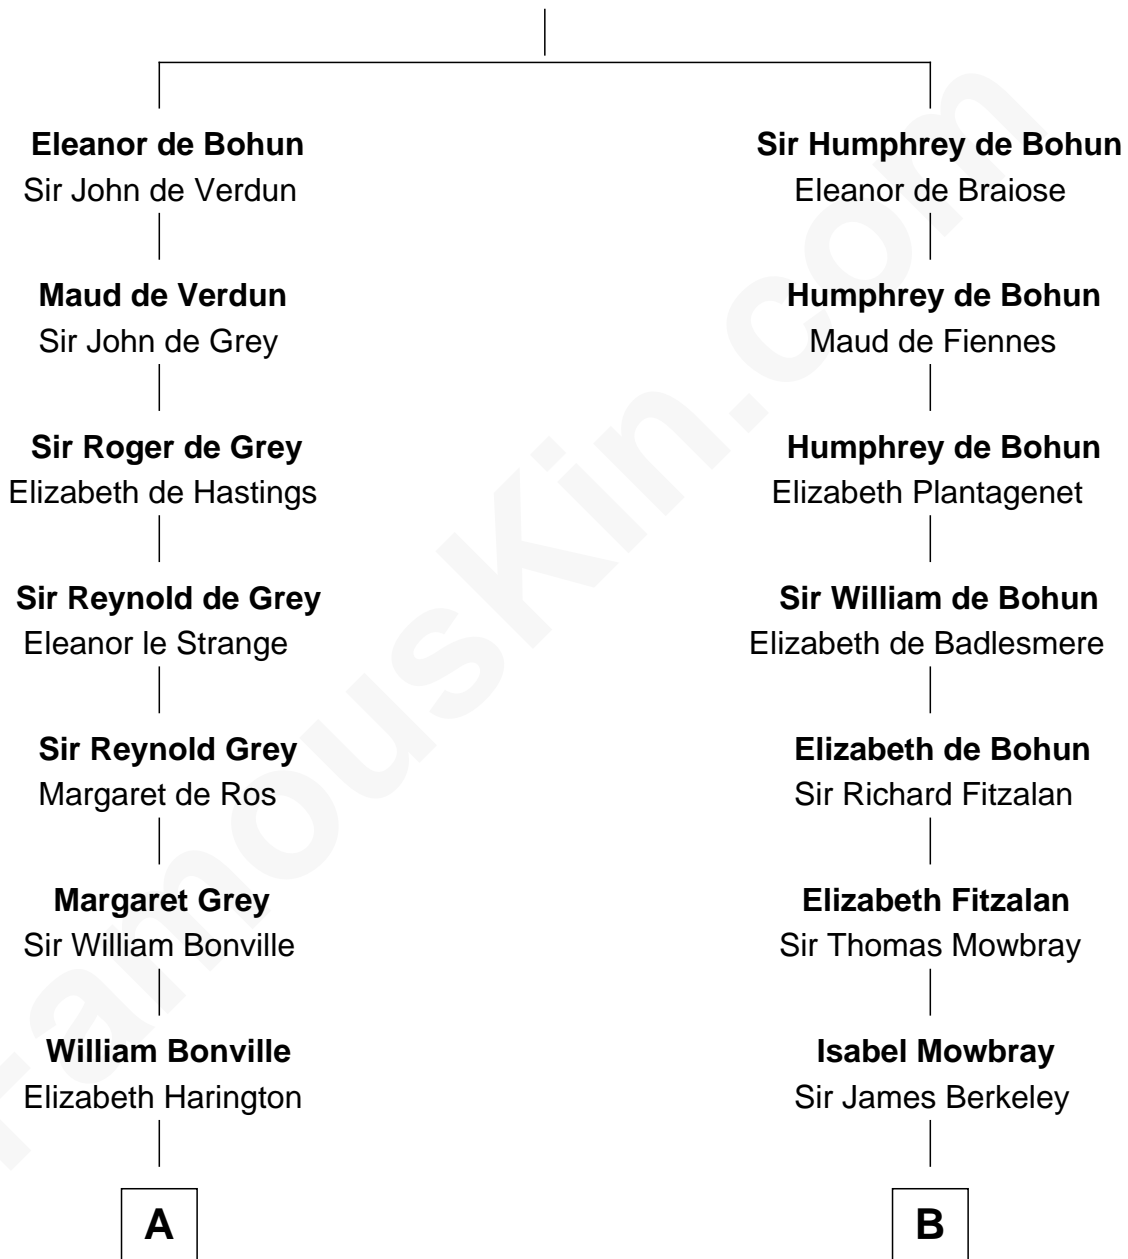 Eleanor de Bohun
Sir John de Verdun
Maud de Verdun
Sir John de Grey
Sir Roger de Grey
Elizabeth de Hastings
Sir Reynold de Grey
Eleanor le Strange
Sir Reynold Grey
Margaret de Ros
Margaret Grey
Sir William Bonville
William Bonville
Elizabeth Harington
A
Sir Humphrey de Bohun
Eleanor de Braiose
Humphrey de Bohun
Maud de Fiennes
Humphrey de Bohun
Elizabeth Plantagenet
Sir William de Bohun
Elizabeth de Badlesmere
Elizabeth de Bohun
Sir Richard Fitzalan
Elizabeth Fitzalan
Sir Thomas Mowbray
Isabel Mowbray
Sir James Berkeley
B
FamousKin.com